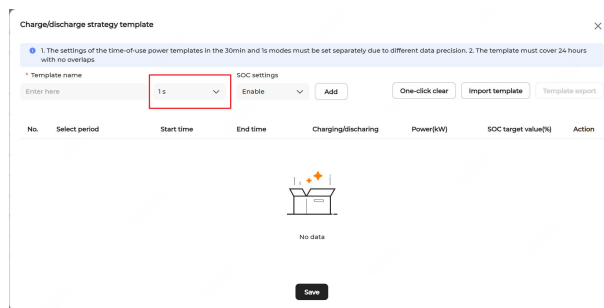 Charge/discharge strategy template
1. The settings of the time-of-use power templates in the 30min and 1s modes must be set separately due to different data precision. 2. The template must cover 24 hours
with no overlaps
* Template name
SOC settings
Enter here
1 s
Enable
Add
One-click clear
Import template
Template export
No.
Select period
Start time
End time
Charging/discharing
Power(kW)
SOC target value(%)
Action
No data
Save